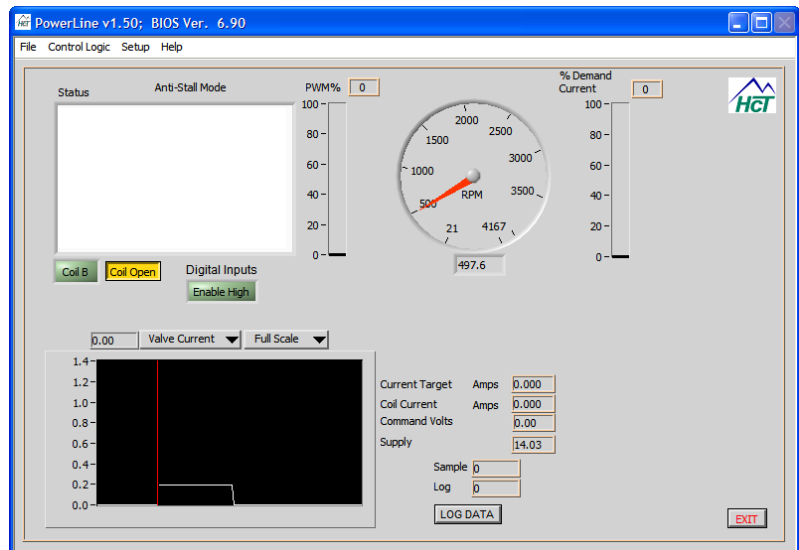 HCT PowerLine v1.50; BIOS Ver. 6.90
File Control Logic Setup Help
Status
Anti-Stall Mode
PWM% 0
% Demand
Current 0
HCT
100
80
60
40
20
0
2000
1500
2500
1000
3000
500
RPM
3500
21
4167
497.6
100
80
60
40
20
0
Coil B
Coil Open
Digital Inputs
Enable High
0.00 Valve Current Full Scale
1.4
1.2
1.0
0.8
0.6
0.4
0.2
0.0
Current Target Amps 0.000
Coil Current Amps 0.000
Command Volts 0.00
Supply 14.03
Sample 0
Log 0
LOG DATA
EXIT